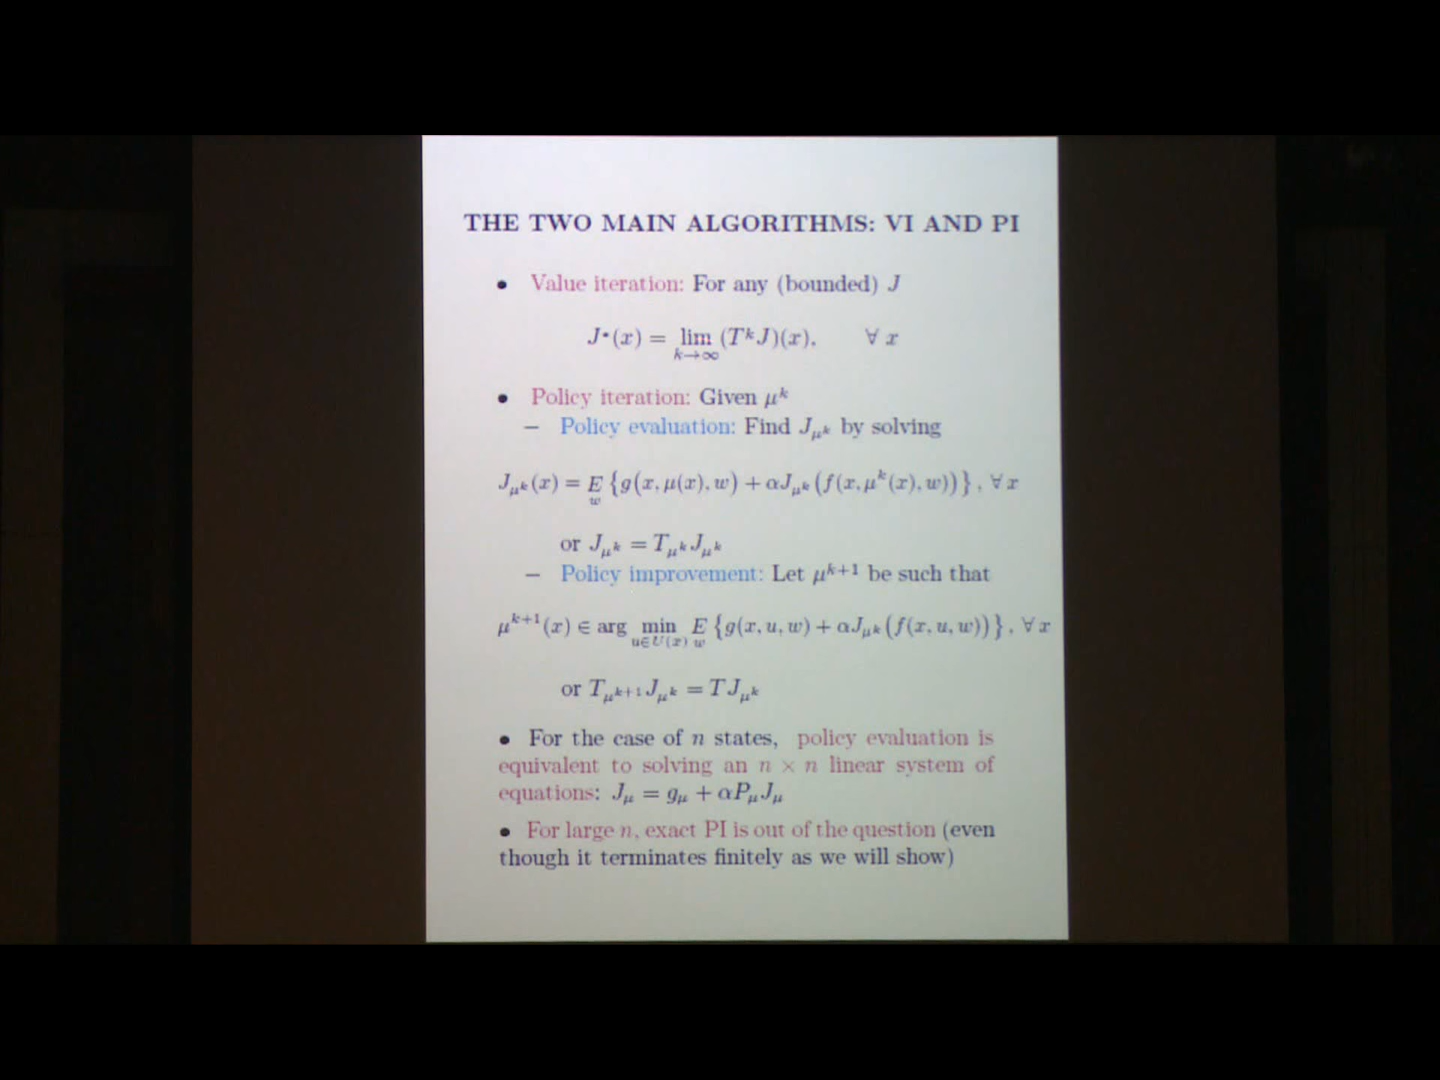 THE TWO MAIN ALGORITHMS: VI AND PI
• Value iteration: For any (bounded) J
J*(x) = lim_{k→∞} (T^k J)(x), ∀ x
• Policy iteration: Given μ^k
– Policy evaluation: Find J_{μ^k} by solving
J_{μ^k}(x) = E_w {g(x, μ(x), w) + αJ_{μ^k}(f(x, μ^k(x), w))}, ∀ x
or J_{μ^k} = T_{μ^k} J_{μ^k}
– Policy improvement: Let μ^{k+1} be such that
μ^{k+1}(x) ∈ arg min_{u∈U(x)} E_w {g(x, u, w) + αJ_{μ^k}(f(x, u, w))}, ∀ x
or T_{μ^{k+1}} J_{μ^k} = T J_{μ^k}
• For the case of n states, policy evaluation is
equivalent to solving an n × n linear system of
equations: J_μ = g_μ + αP_μ J_μ
• For large n, exact PI is out of the question (even
though it terminates finitely as we will show)